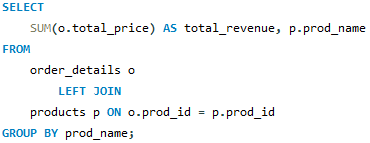 SELECT
SUM(o.total_price) AS total_revenue, p.prod_name
FROM
order_details o
LEFT JOIN
products p ON o.prod_id = p.prod_id
GROUP BY prod_name;